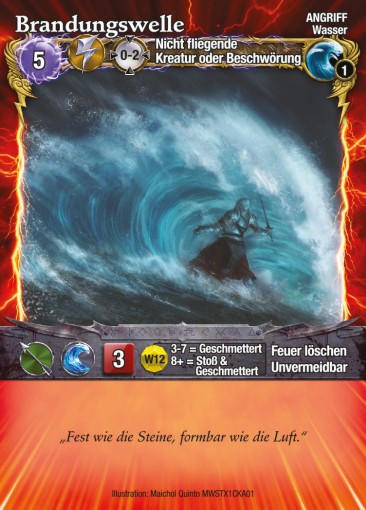 Brandungswelle
ANGRIFF
Wasser
5
0-2
Nicht fliegende
Kreatur oder Beschwörung
1
3
W12
3-7 = Geschmettert
8+ = Stoß &
Geschmettert
Feuer löschen
Unvermeidbar
„Fest wie die Steine, formbar wie die Luft.“
Illustration: Maichol Quinto MWSTX1CKA01